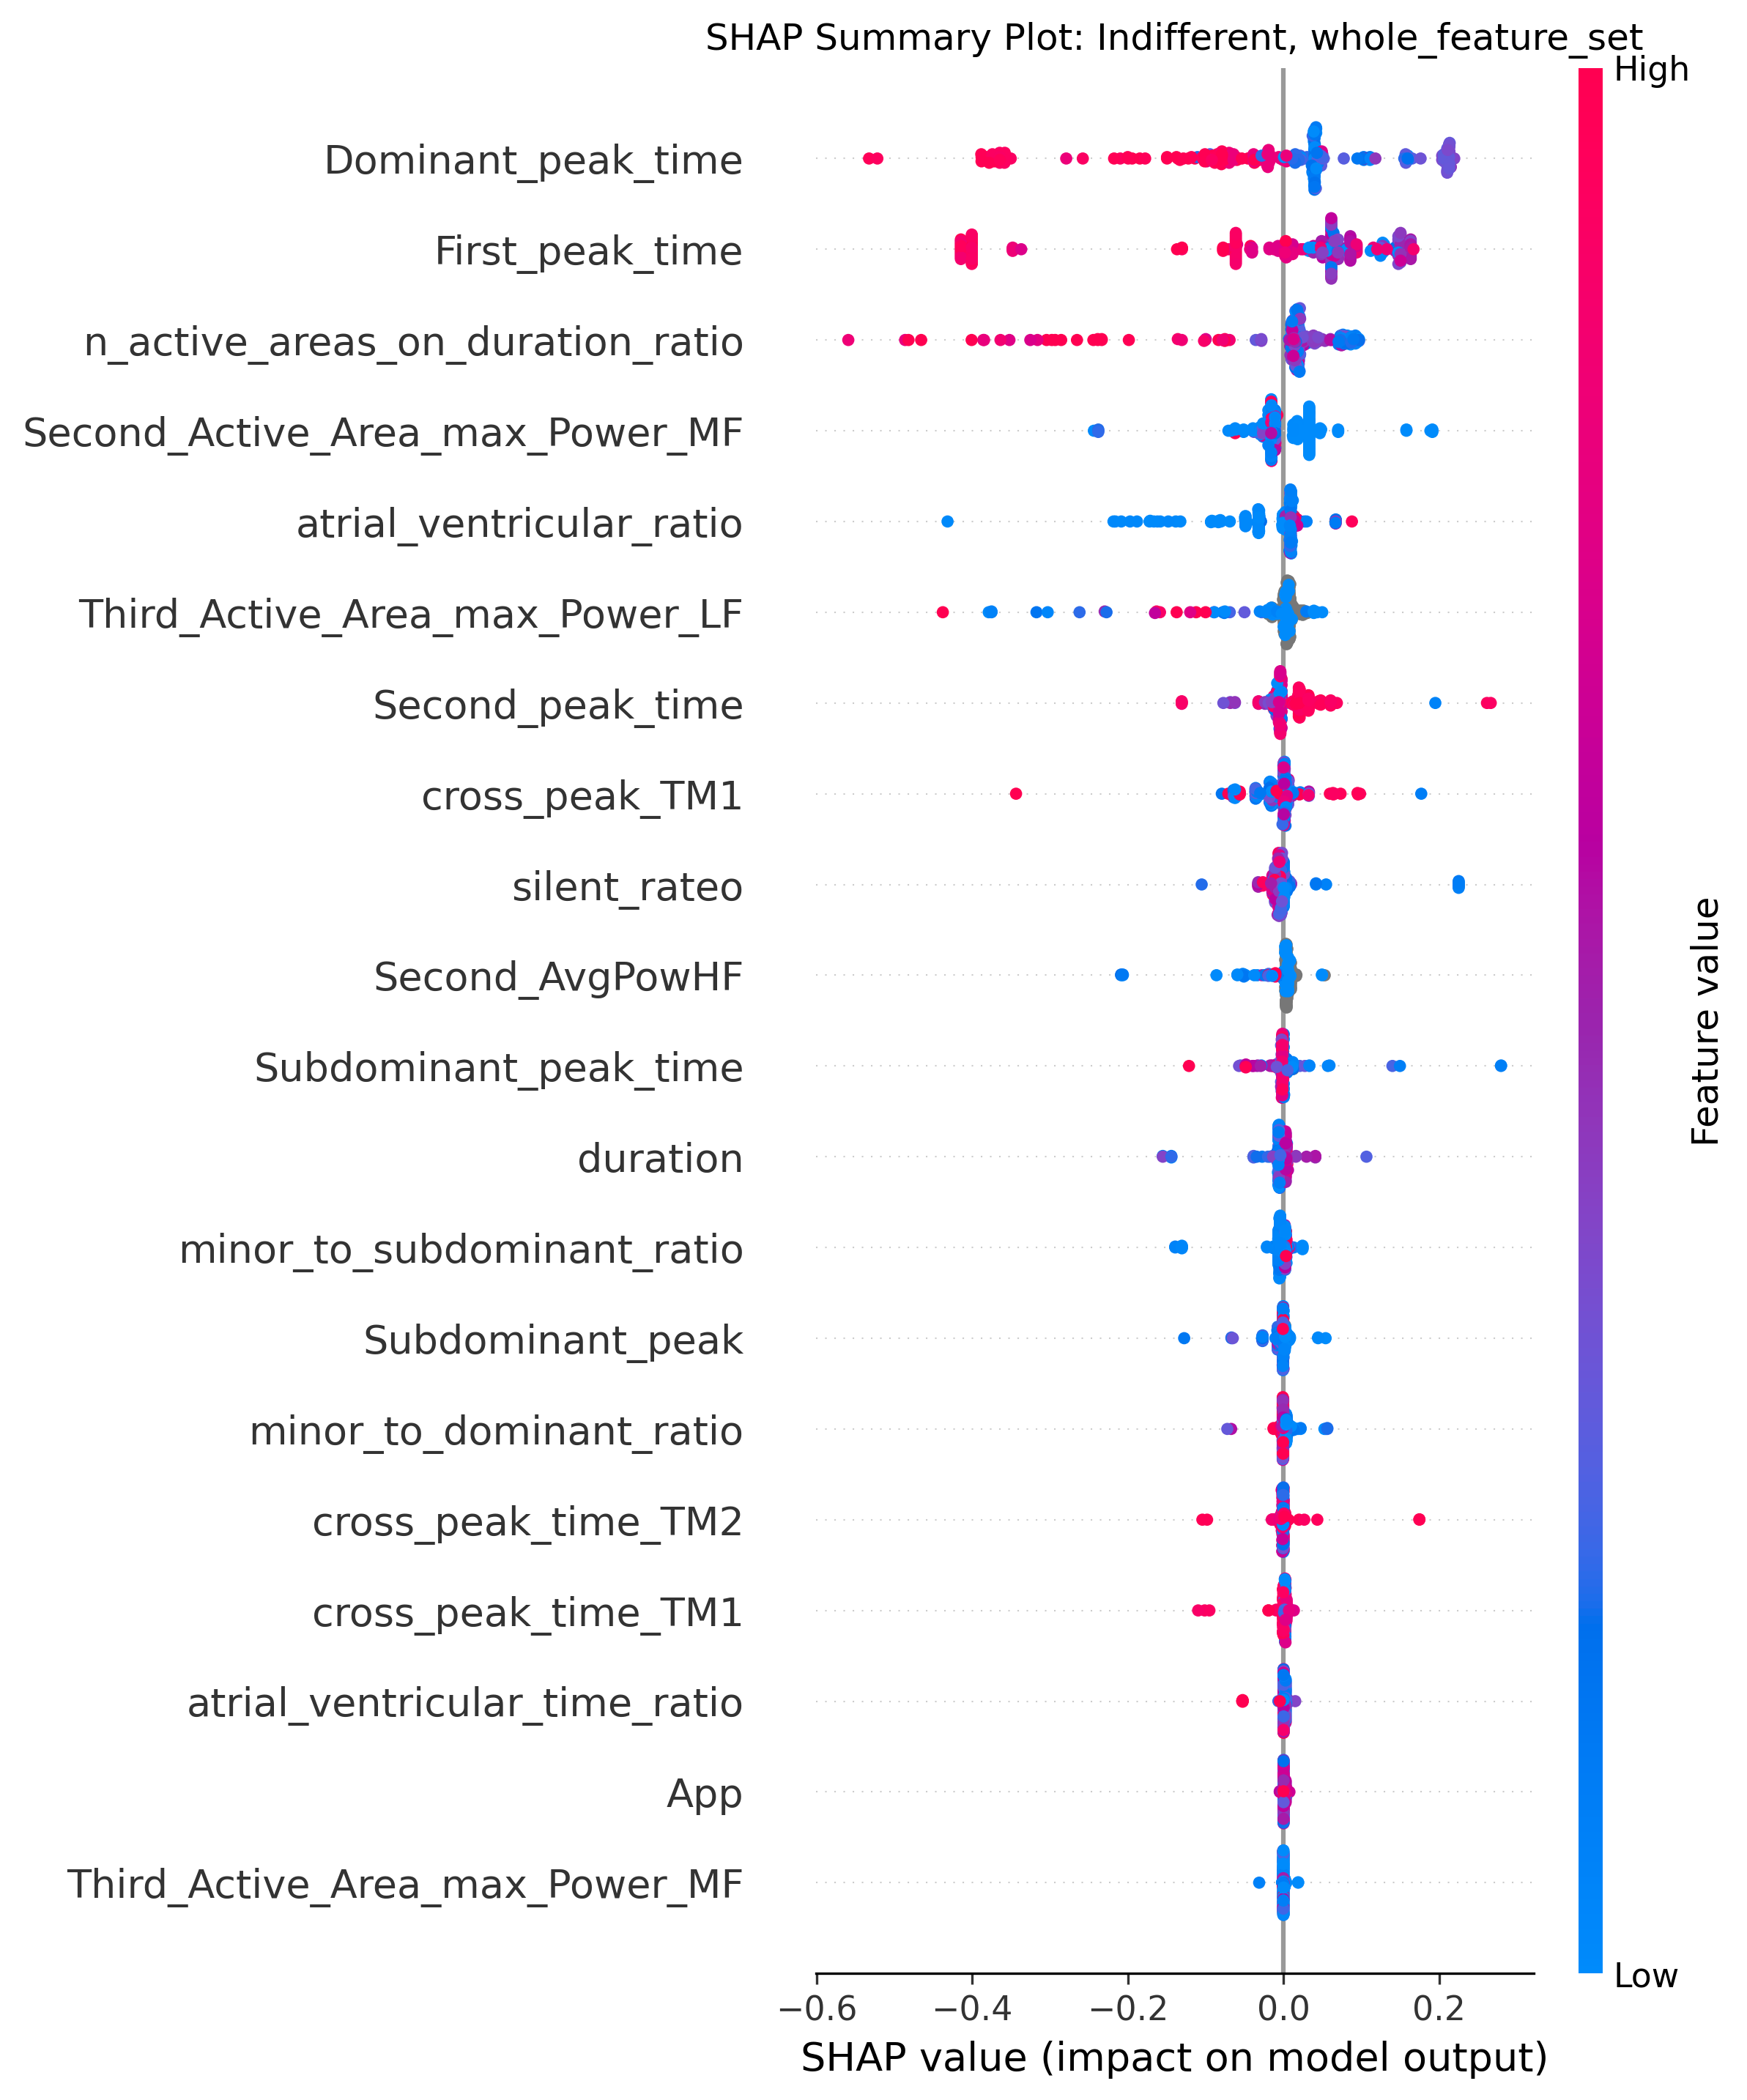 SHAP Summary Plot: Indifferent, whole_feature_set
High
Dominant_peak_time
First_peak_time
n_active_areas_on_duration_ratio
Second_Active_Area_max_Power_MF
atrial_ventricular_ratio
Third_Active_Area_max_Power_LF
Second_peak_time
cross_peak_TM1
silent_rateo
Second_AvgPowHF
Subdominant_peak_time
duration
minor_to_subdominant_ratio
Subdominant_peak
minor_to_dominant_ratio
cross_peak_time_TM2
cross_peak_time_TM1
atrial_ventricular_time_ratio
App
Third_Active_Area_max_Power_MF
Feature value
Low
−0.6 −0.4 −0.2 0.0 0.2
SHAP value (impact on model output)